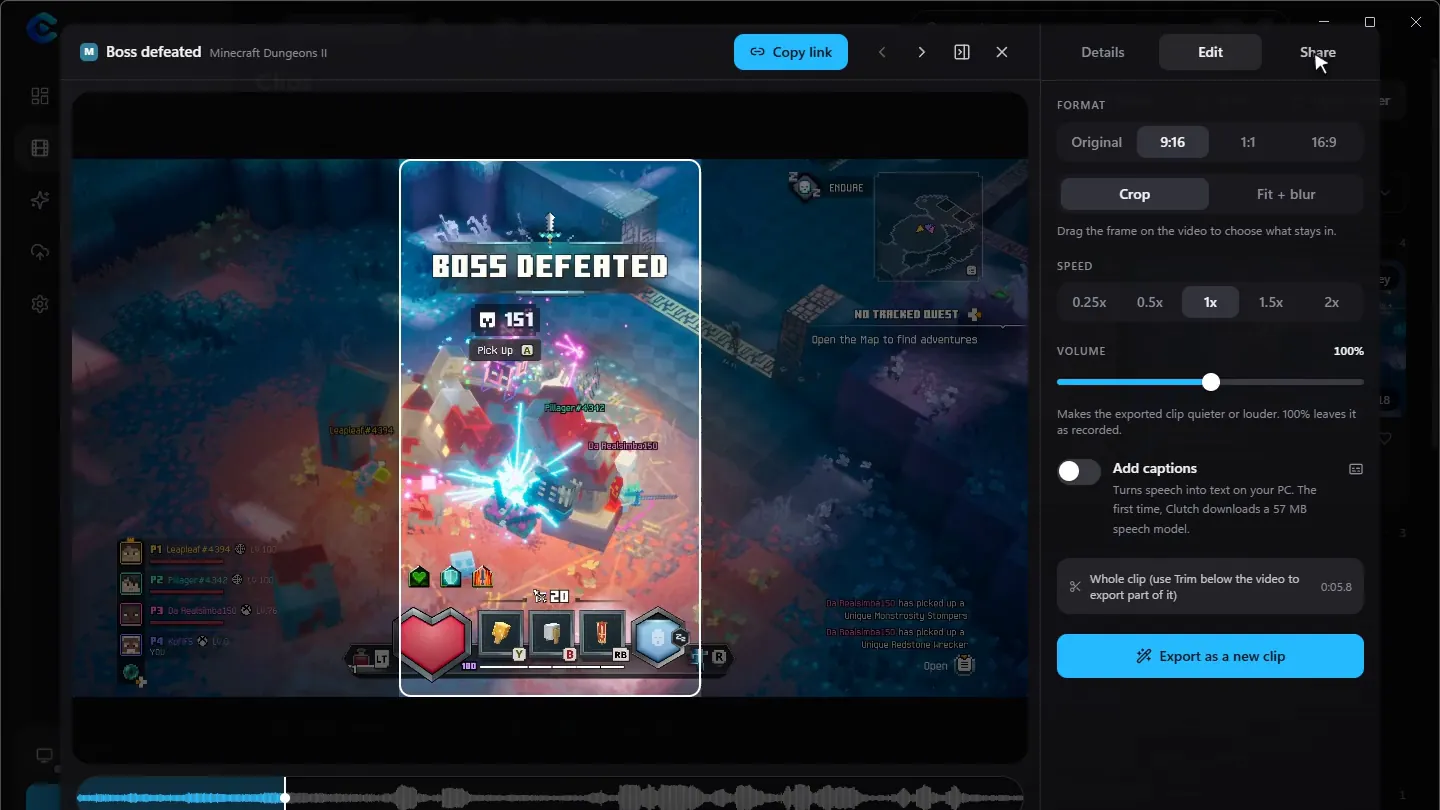 M Boss defeated Minecraft Dungeons II
Copy link
Details
Edit
Share
ENDURE
BOSS DEFEATED
151
Pick Up A
NO TRACKED QUEST
Open the Map to find adventures
Pillager#4342
Leapleaf#4394
Da Realsimba150
P1 Leapleaf#4394 LV.100
P2 Pillager#4342 LV.100
P3 Da Realsimba150 LV.76
P4
YOU
20
LT
180
Y
B
RB
R
Da Realsimba150 has picked up a
Unique Monstrosity Stompers
Da Realsimba150 has picked up a
Unique Redstone Wrecker
Open
FORMAT
Original 9:16 1:1 16:9
Crop Fit + blur
Drag the frame on the video to choose what stays in.
SPEED
0.25x 0.5x 1x 1.5x 2x
VOLUME 100%
Makes the exported clip quieter or louder. 100% leaves it
as recorded.
Add captions
Turns speech into text on your PC. The
first time, Clutch downloads a 57 MB
speech model.
Whole clip (use Trim below the video to
export part of it)
0:05.8
Export as a new clip